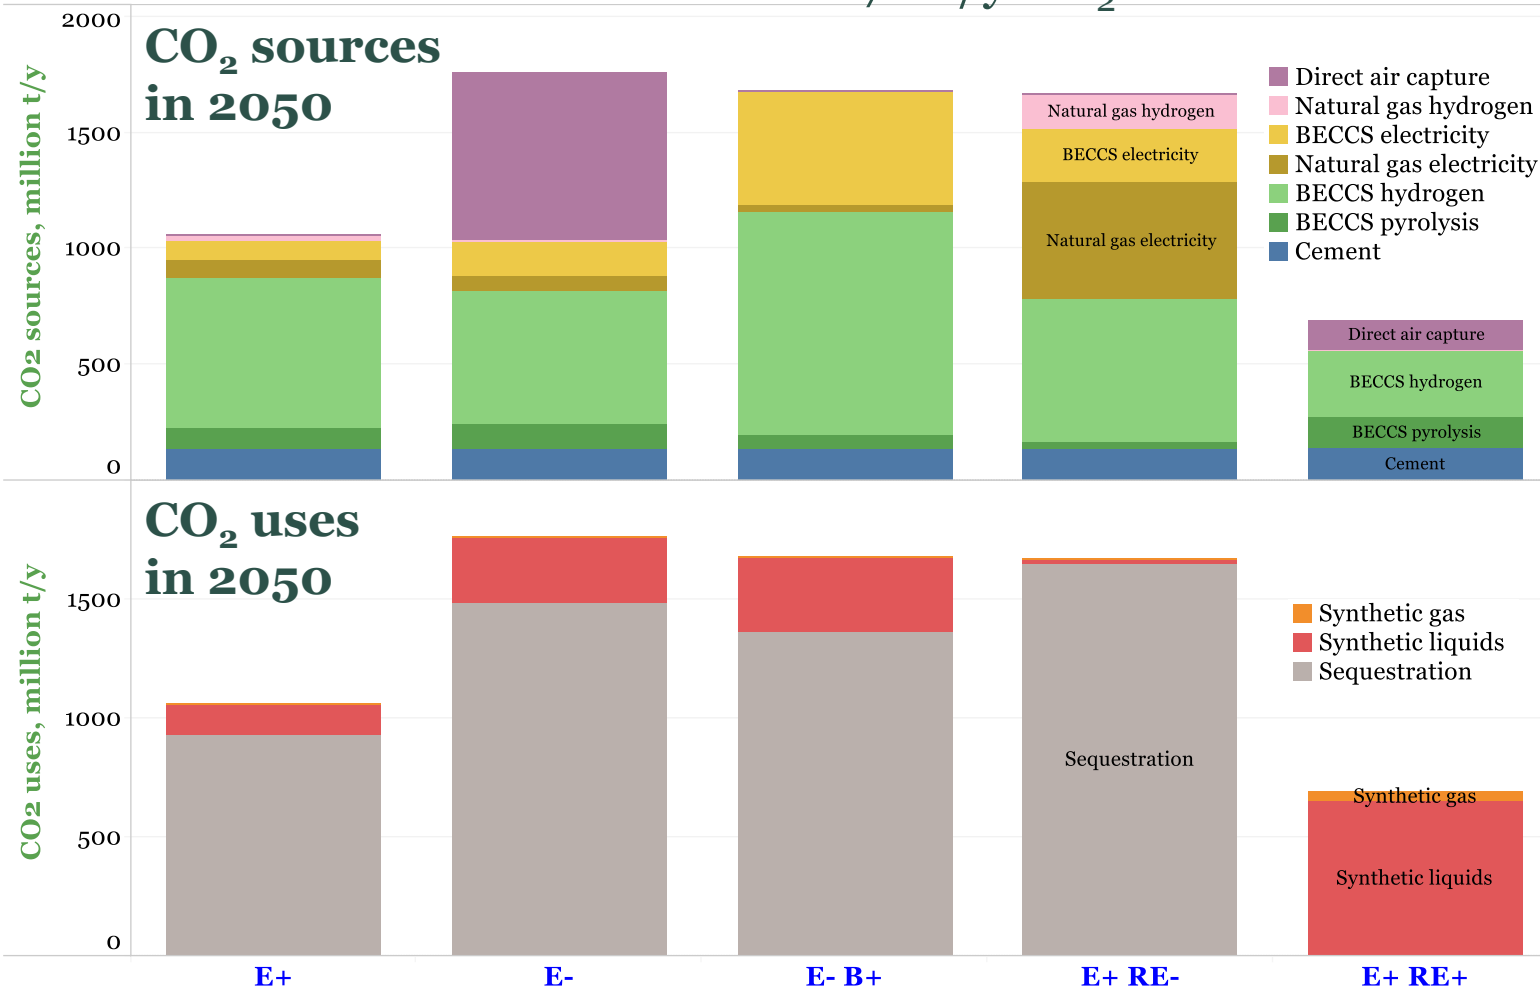 CO₂ sources
in 2050
CO2 sources, million t/y
2000
1500
1000
500
0
Direct air capture
Natural gas hydrogen
BECCS electricity
Natural gas electricity
BECCS hydrogen
BECCS pyrolysis
Cement
Natural gas hydrogen
BECCS electricity
Natural gas electricity
Direct air capture
BECCS hydrogen
BECCS pyrolysis
Cement
CO₂ uses
in 2050
CO2 uses, million t/y
1500
1000
500
0
Synthetic gas
Synthetic liquids
Sequestration
Sequestration
Synthetic gas
Synthetic liquids
E+
E-
E- B+
E+ RE-
E+ RE+